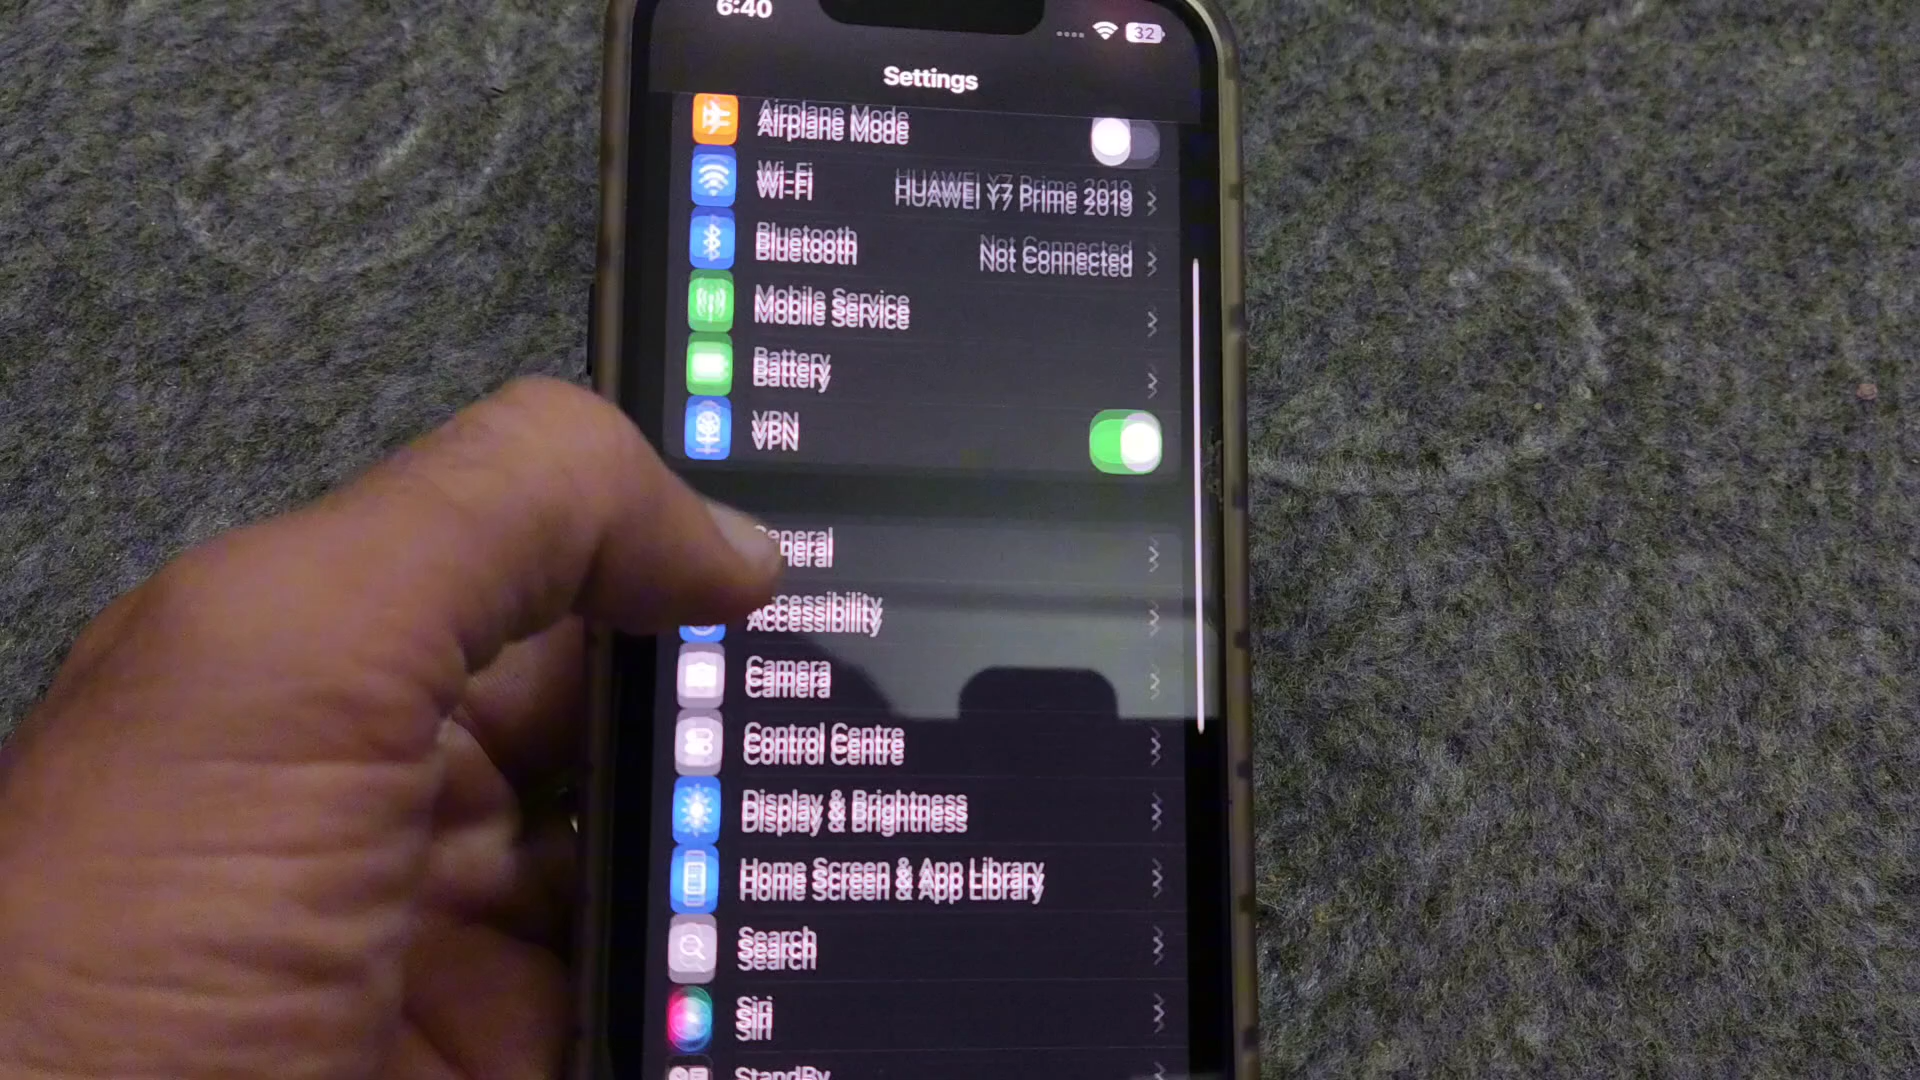 6:40
32
Settings
Airplane Mode
Wi-Fi HUAWEI Y7 Prime 2019
Bluetooth Not Connected
Mobile Service
Battery
VPN
General
Accessibility
Camera
Control Centre
Display & Brightness
Home Screen & App Library
Search
Siri
StandBy